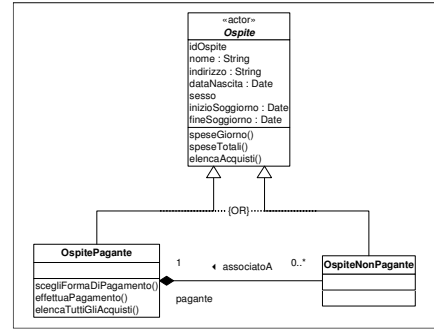 «actor»
Ospite
idOspite
nome : String
indirizzo : String
dataNascita : Date
sesso
inizioSoggiorno : Date
fineSoggiorno : Date
speseGiorno()
speseTotali()
elencaAcquisti()
{OR}
OspitePagante
scegliFormaDiPagamento()
effettuaPagamento()
elencaTuttiGliAcquisti()
1
associatoA
0..*
pagante
OspiteNonPagante